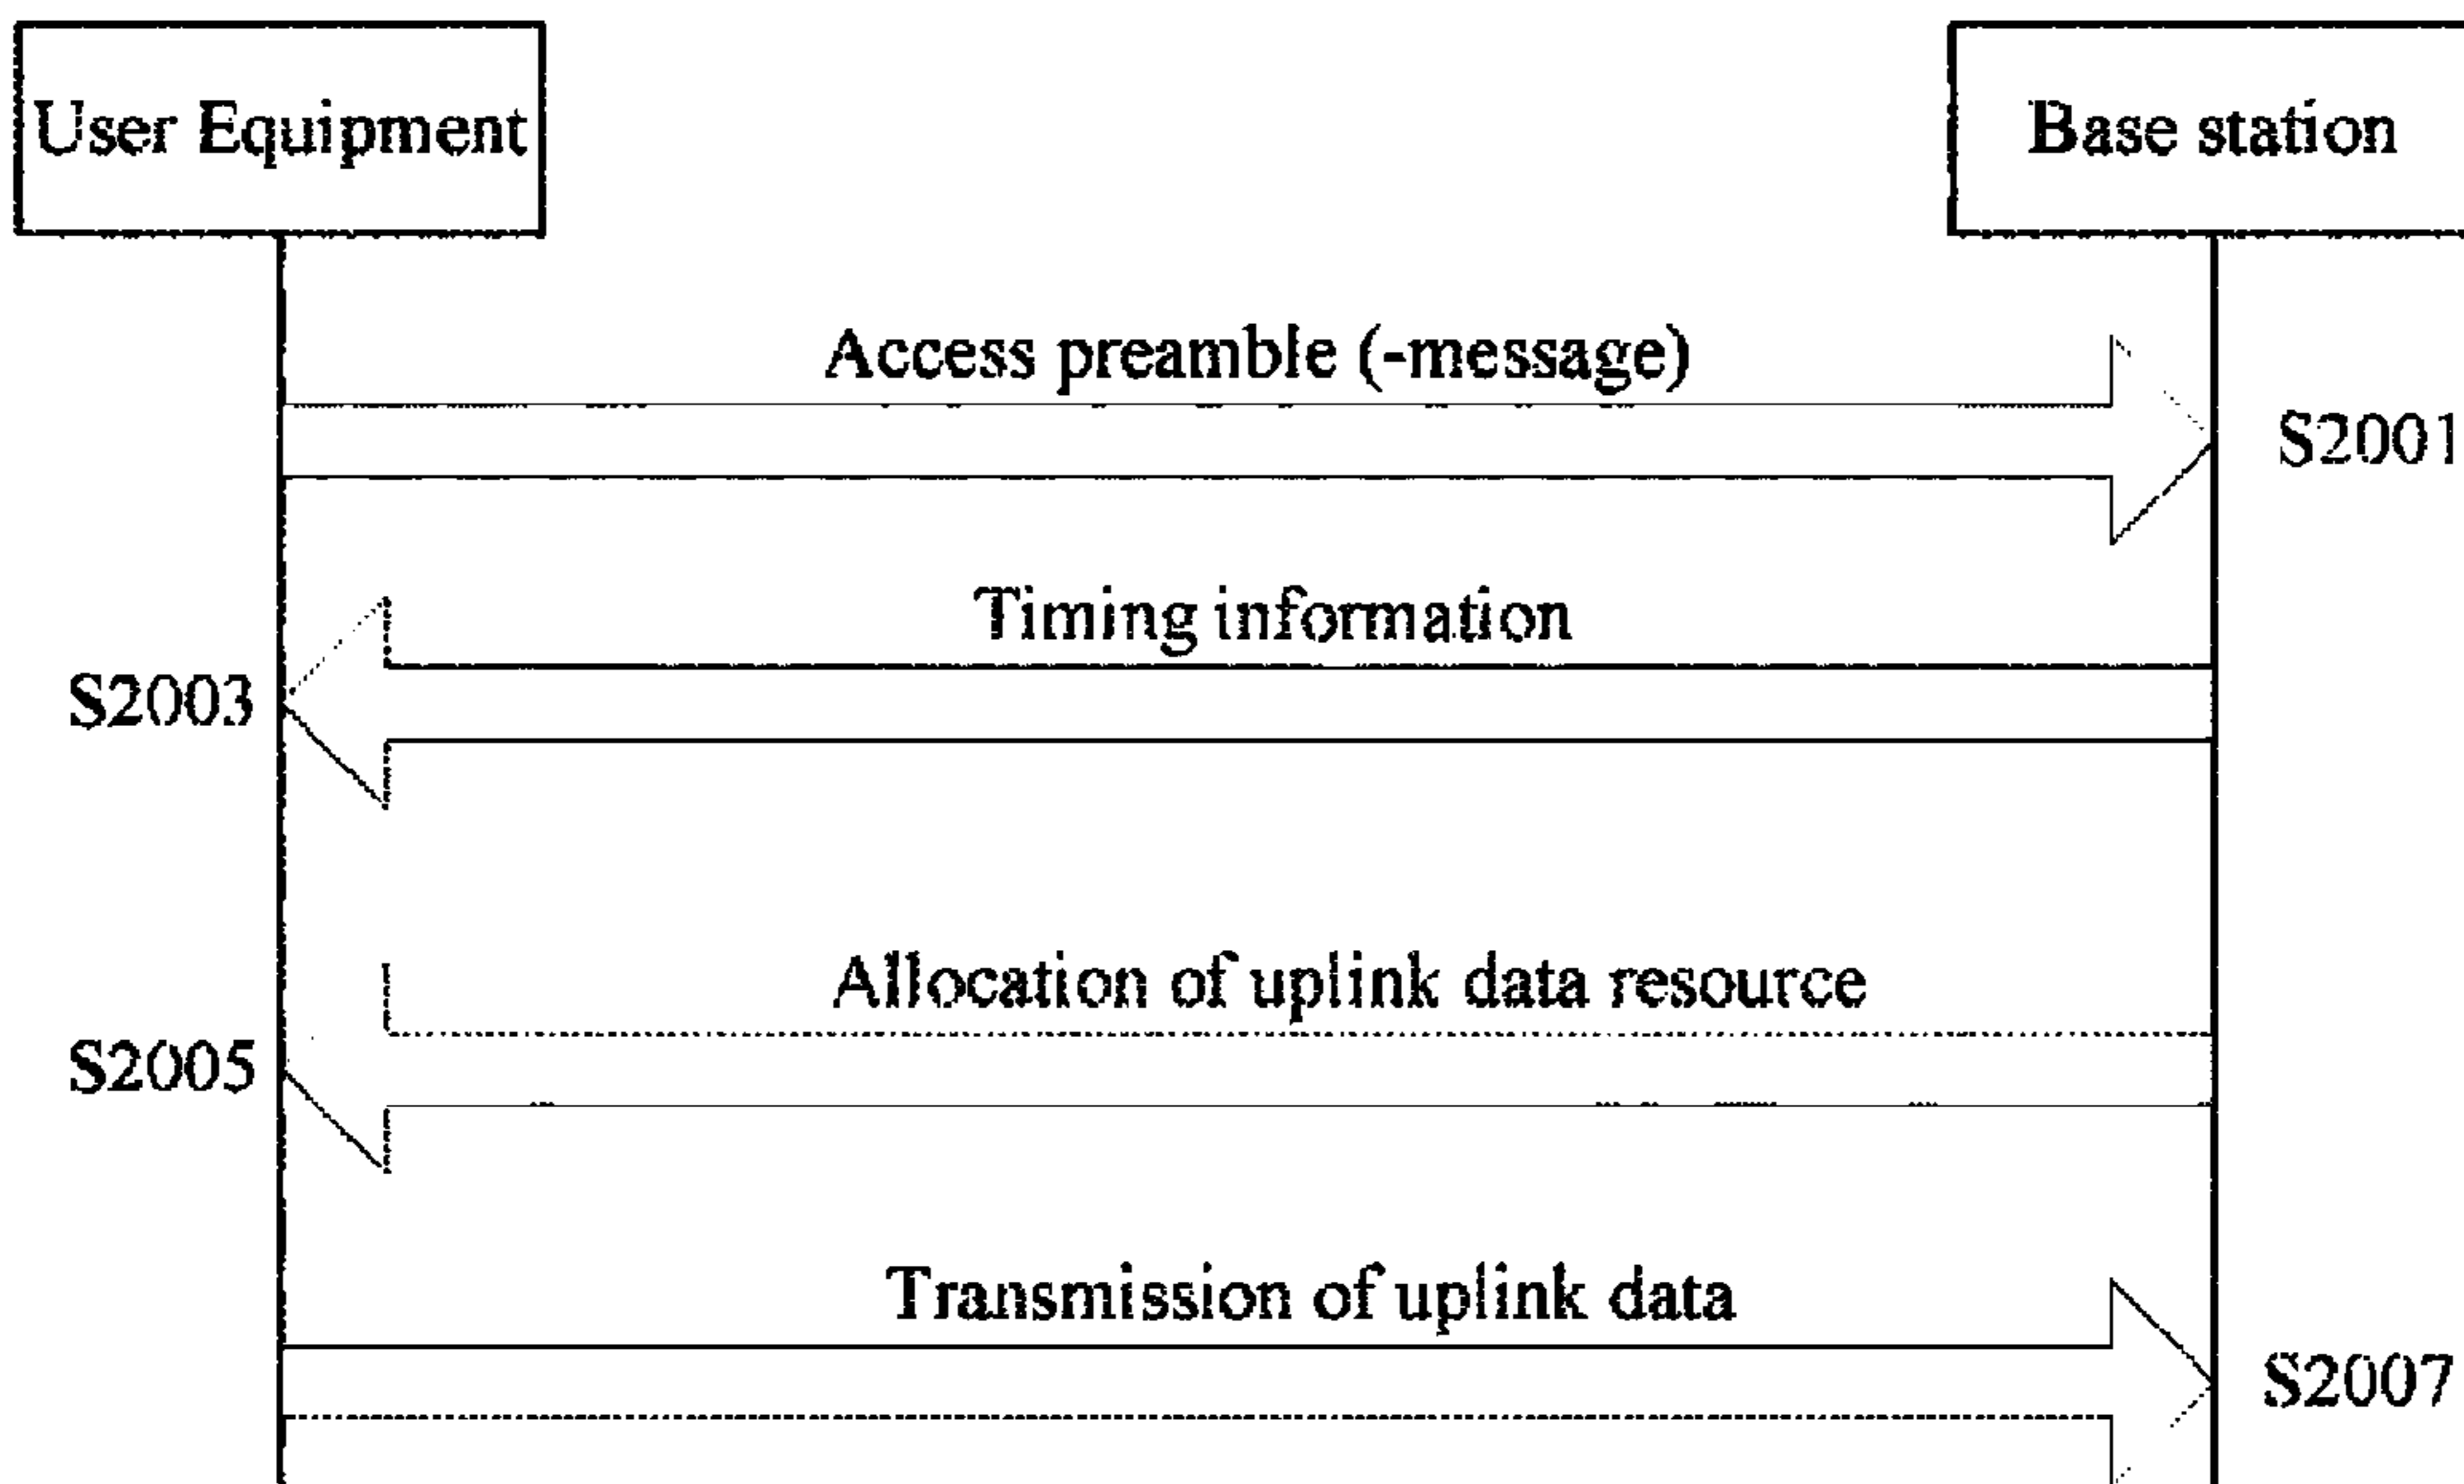 User Equipment
Base station
Access preamble (-message)
S2001
Timing information
S2003
Allocation of uplink data resource
S2005
Transmission of uplink data
S2007